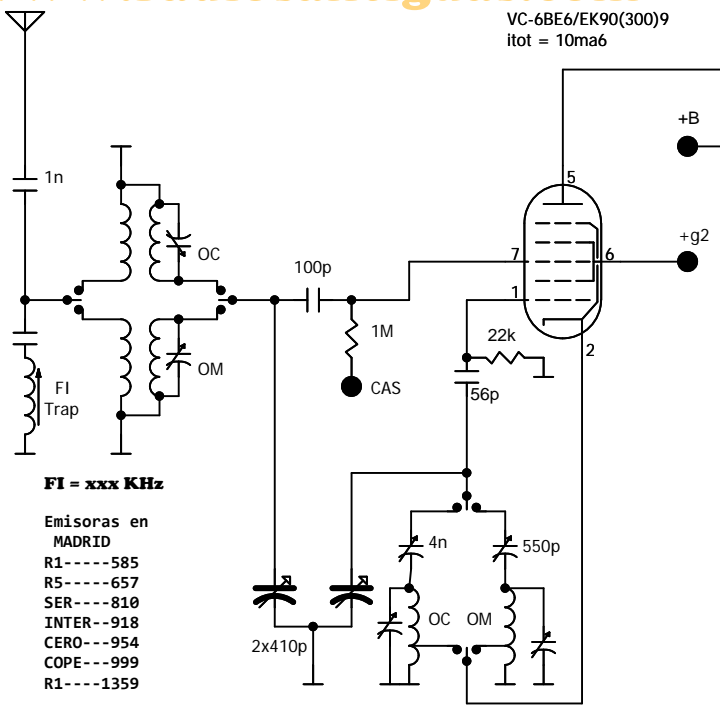 VC-6BE6/EK90(300)9
itot = 10ma6
+B
5
1n
OC
100p
7
6
+g2
1
1M
22k
2
OM
CAS
56p
FI
Trap
FI = xxx KHz
Emisoras en
MADRID
R1-----585
R5-----657
SER----810
INTER--918
CERO---954
COPE---999
R1----1359
4n
550p
OC
OM
2x410p